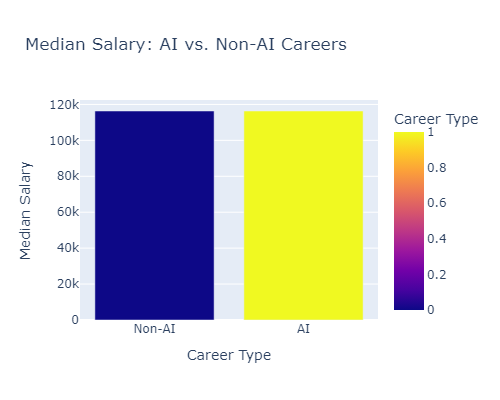 Median Salary: AI vs. Non-AI Careers
Median Salary
120k
100k
80k
60k
40k
20k
0
Non-AI
AI
Career Type
Career Type
1
0.8
0.6
0.4
0.2
0